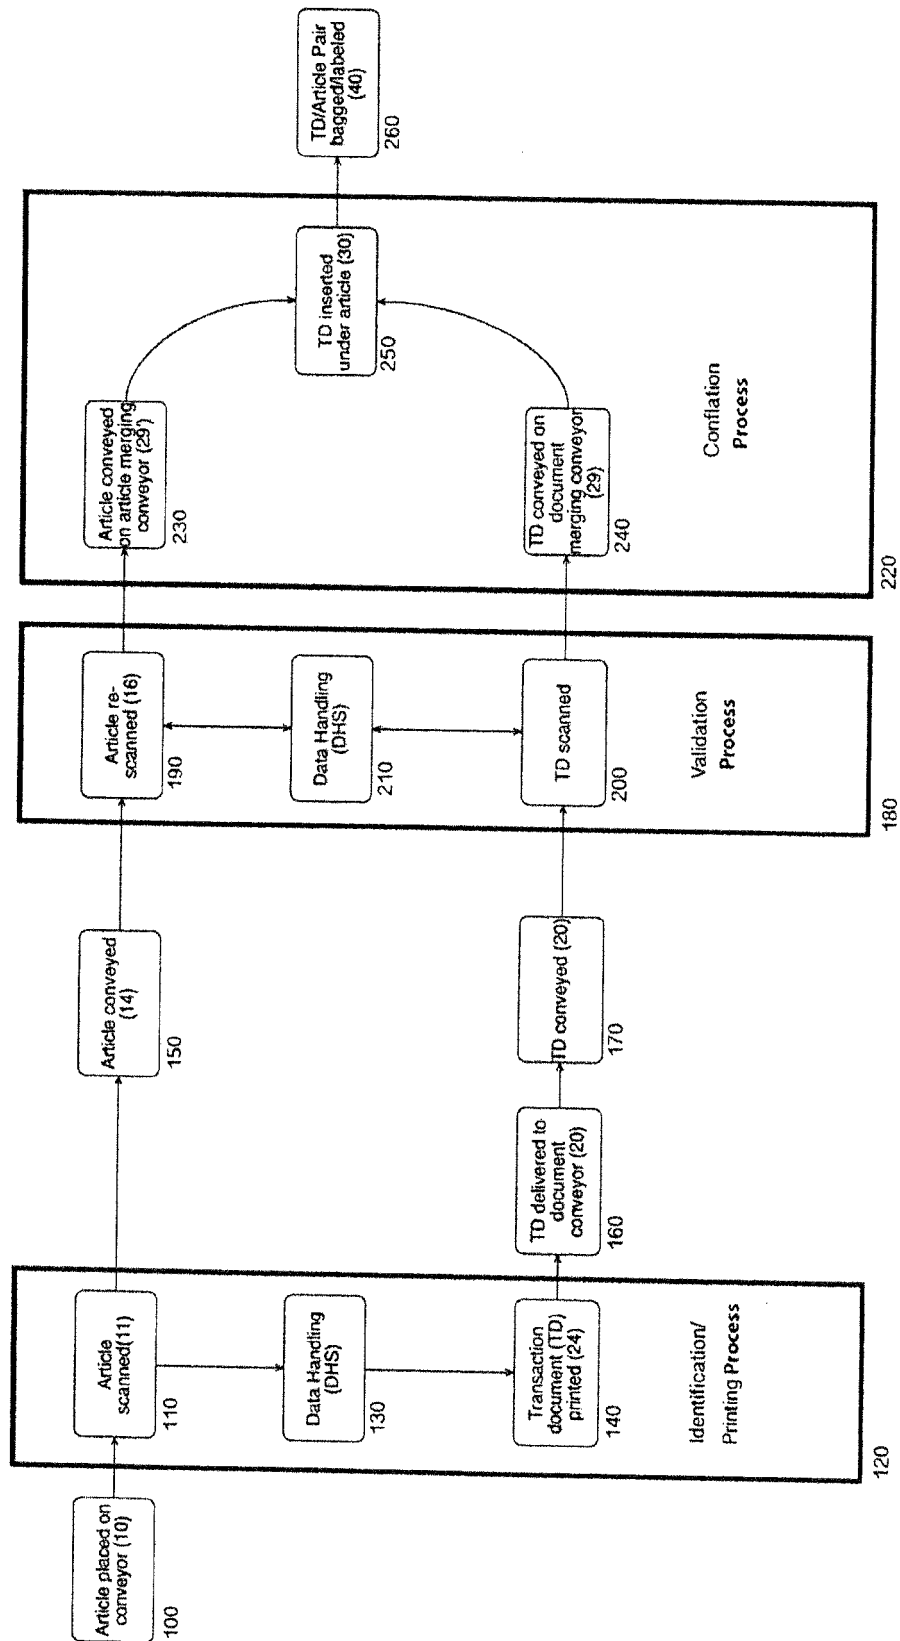 Article placed on
conveyor (10)
100
Article
scanned(11)
110
Data Handling
(DHS)
130
Transaction
document (TD)
printed (24)
140
Identification/
Printing Process
120
Article conveyed
(14)
150
TD delivered to
document
conveyor (20)
160
TD conveyed (20)
170
Article re-
scanned (16)
190
Data Handling
(DHS)
210
TD scanned
200
Validation
Process
180
Article conveyed
on article merging
conveyor (29')
230
TD conveyed on
document
merging conveyor
(29)
240
TD inserted
under article (30)
250
Conflation
Process
220
TD/Article Pair
bagged/labeled
(40)
260